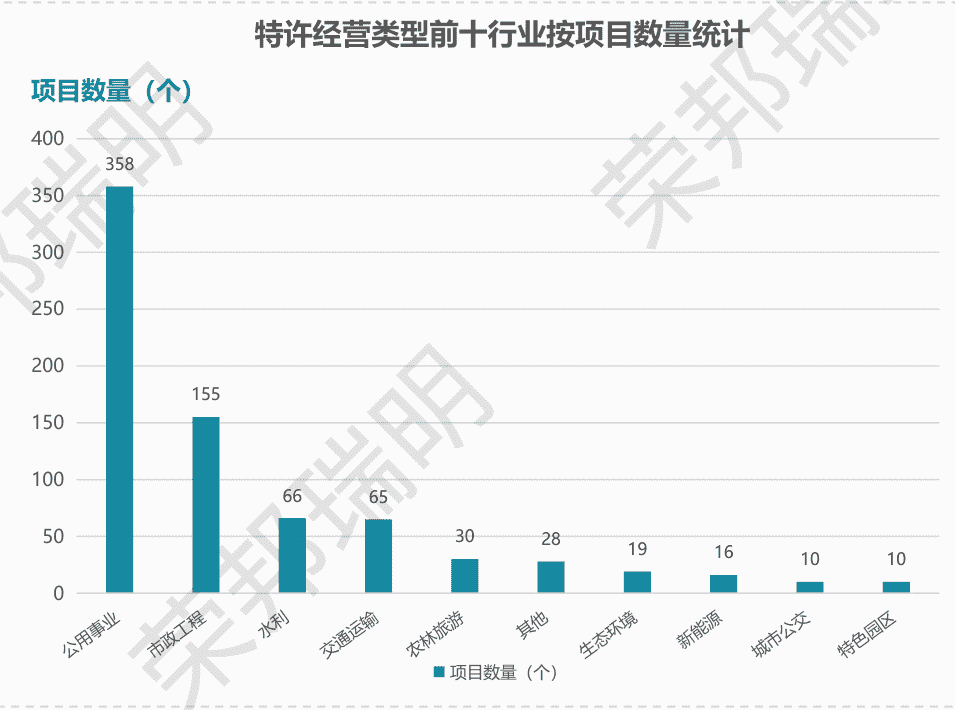 特许经营类型前十行业按项目数量统计
项目数量（个）
400
350
300
250
200
150
100
50
0
358
155
66
65
30
28
19
16
10
10
公用事业
市政工程
水利
交通运输
农林旅游
其他
生态环境
新能源
城市公交
特色园区
项目数量（个）
邦瑞明
荣邦瑞
荣邦瑞明